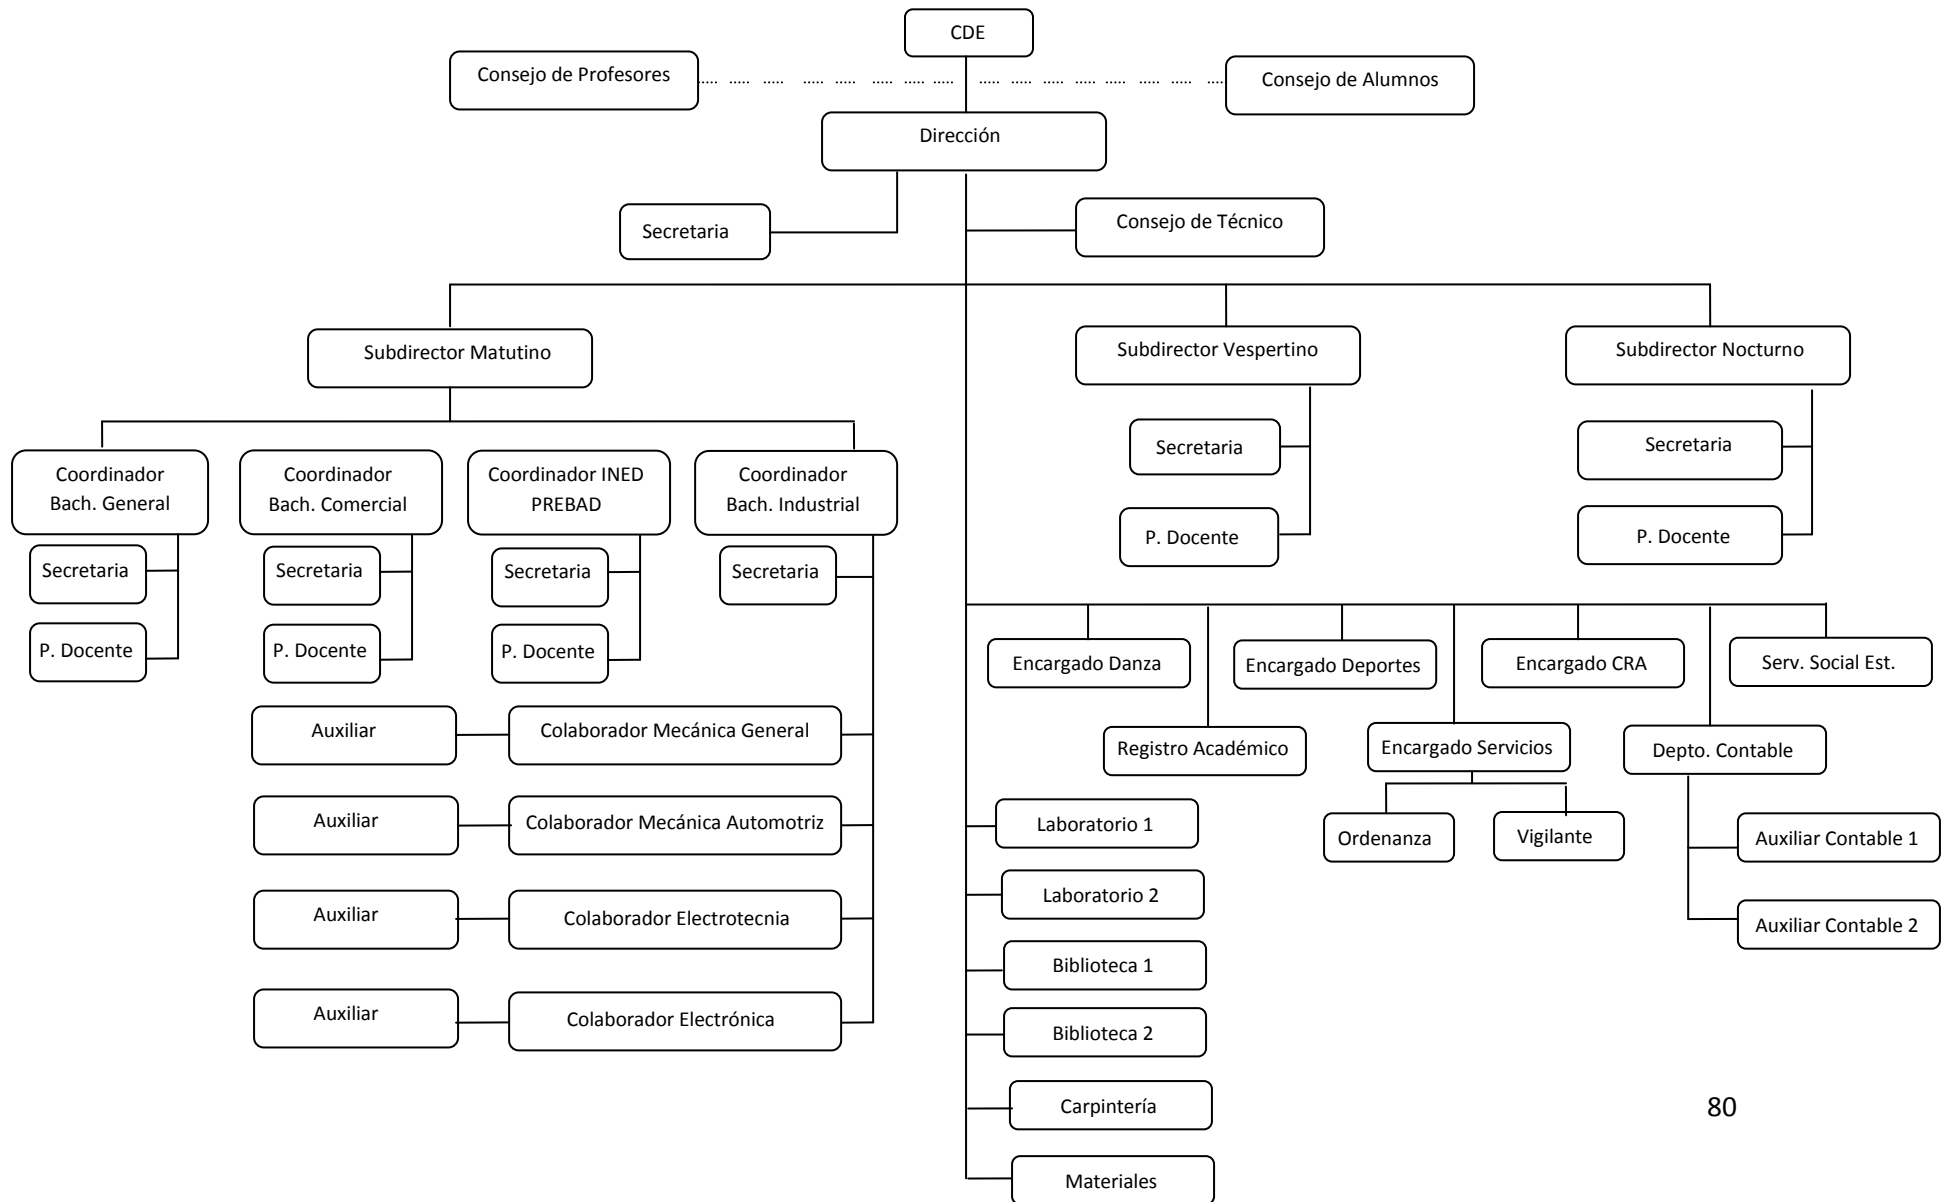 CDE
Consejo de Profesores
Consejo de Alumnos
Dirección
Secretaria
Consejo de Técnico
Subdirector Matutino
Subdirector Vespertino
Subdirector Nocturno
Secretaria
Secretaria
P. Docente
P. Docente
Coordinador
Bach. General
Coordinador
Bach. Comercial
Coordinador INED
PREBAD
Coordinador
Bach. Industrial
Secretaria
Secretaria
Secretaria
Secretaria
P. Docente
P. Docente
P. Docente
Encargado Danza
Encargado Deportes
Encargado CRA
Serv. Social Est.
Auxiliar
Colaborador Mecánica General
Registro Académico
Encargado Servicios
Depto. Contable
Auxiliar
Colaborador Mecánica Automotriz
Laboratorio 1
Ordenanza
Vigilante
Auxiliar Contable 1
Auxiliar
Colaborador Electrotecnia
Laboratorio 2
Auxiliar Contable 2
Biblioteca 1
Auxiliar
Colaborador Electrónica
Biblioteca 2
Carpintería
80
Materiales